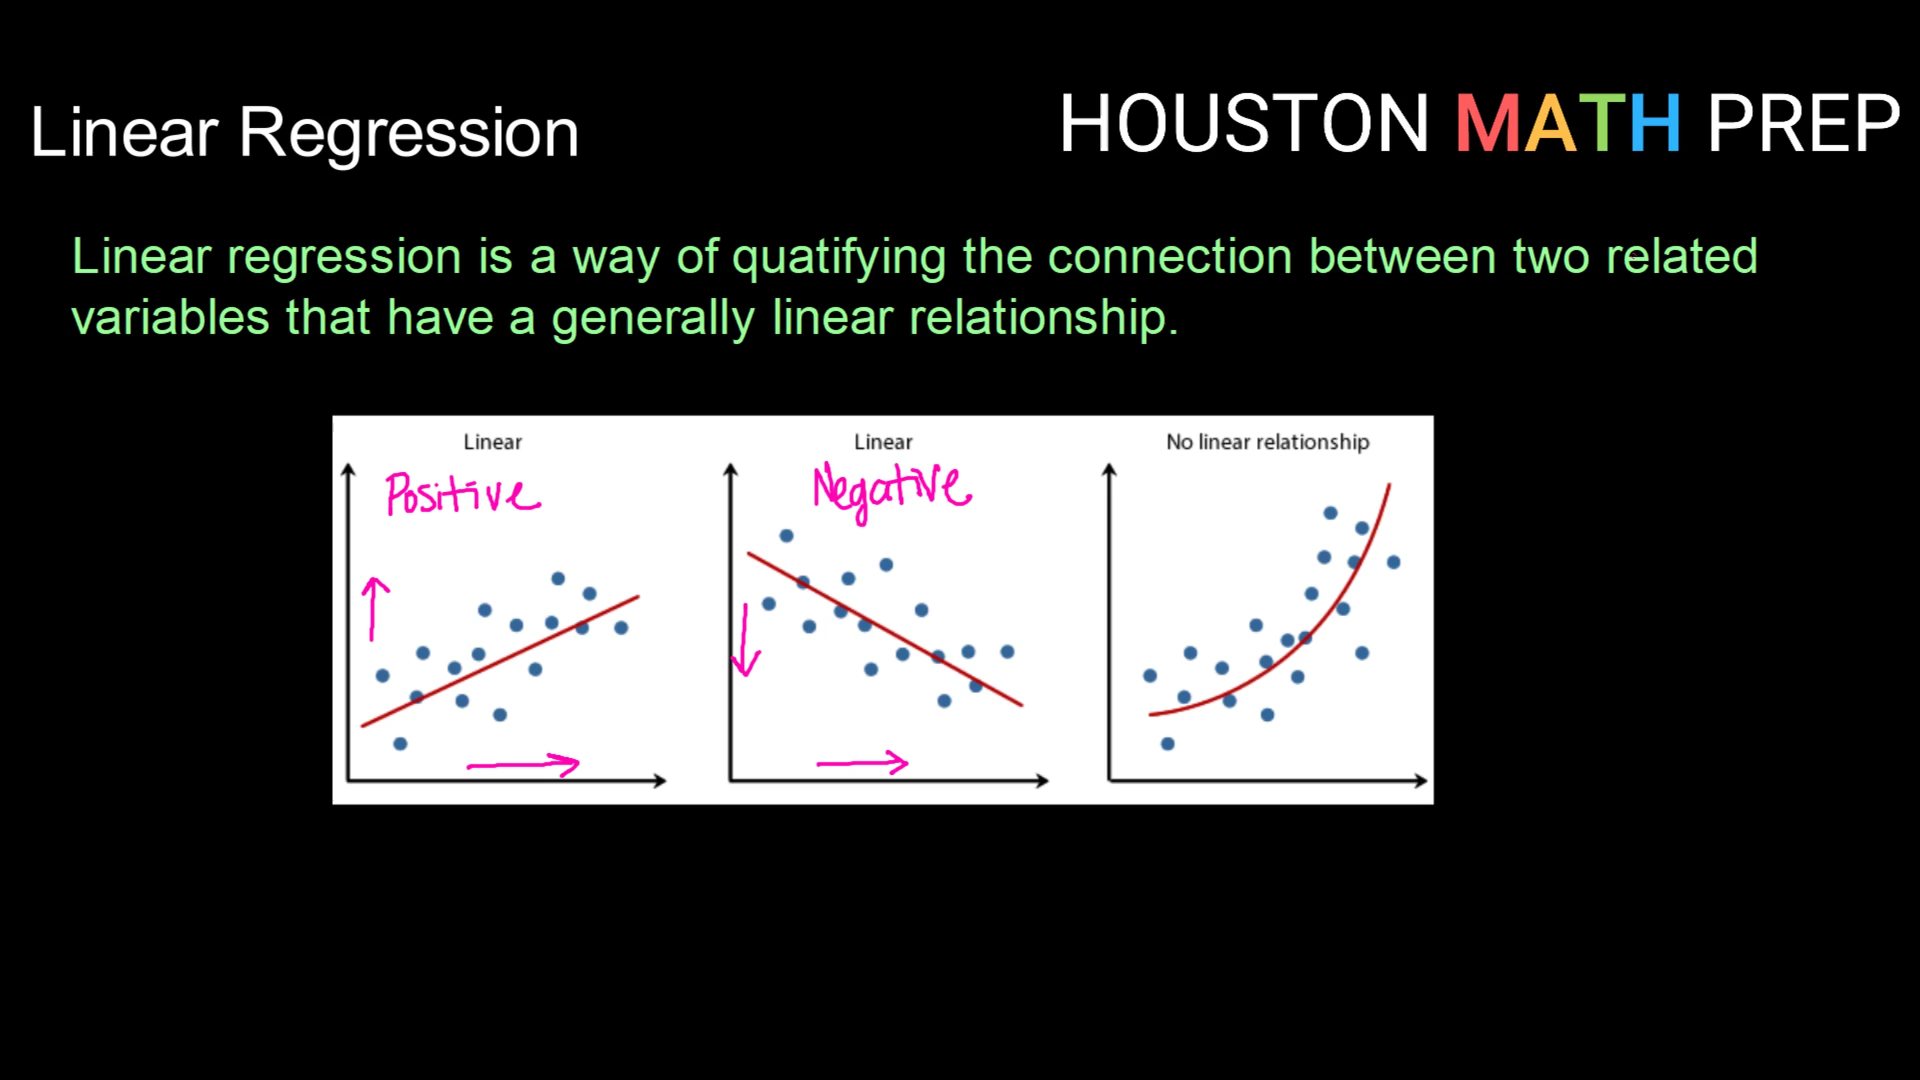 Linear Regression
HOUSTON MATH PREP
Linear regression is a way of quatifying the connection between two related
variables that have a generally linear relationship.
Linear
Positive
Linear
Negative
No linear relationship